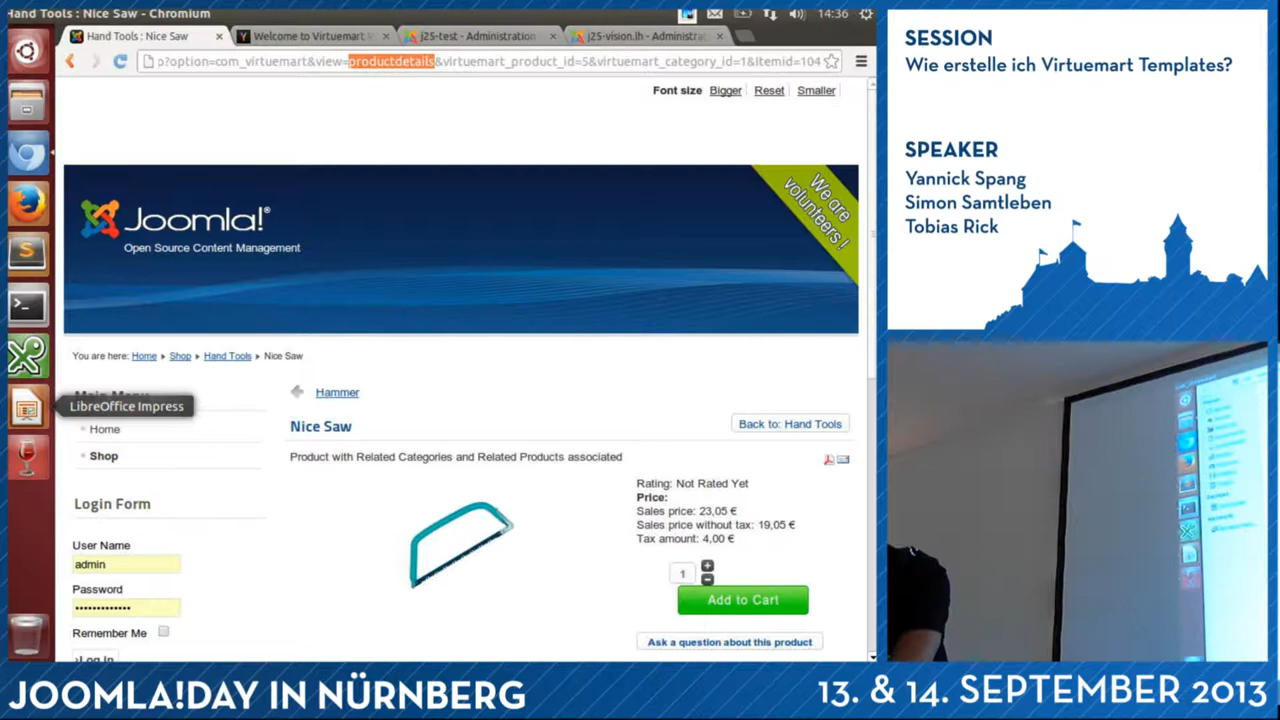 Hand Tools : Nice Saw - Chromium
14:36
Hand Tools : Nice Saw
Welcome to Virtuemart
j25-test - Administration
j25-vision.lh - Administra
?option=com_virtuemart&view=productdetails&virtuemart_product_id=5&virtuemart_category_id=1&Itemid=104
Font size Bigger Reset Smaller
Joomla!®
Open Source Content Management
We are
volunteers!
You are here: Home Shop Hand Tools Nice Saw
Main Menu
LibreOffice Impress
Home
Shop
Login Form
User Name
admin
Password
Remember Me
Log in
Hammer
Nice Saw
Back to: Hand Tools
Product with Related Categories and Related Products associated
Rating: Not Rated Yet
Price:
Sales price: 23,05 €
Sales price without tax: 19,05 €
Tax amount: 4,00 €
1
Add to Cart
Ask a question about this product
SESSION
Wie erstelle ich Virtuemart Templates?
SPEAKER
Yannick Spang
Simon Samtleben
Tobias Rick
JOOMLA!DAY IN NÜRNBERG
13. & 14. SEPTEMBER 2013